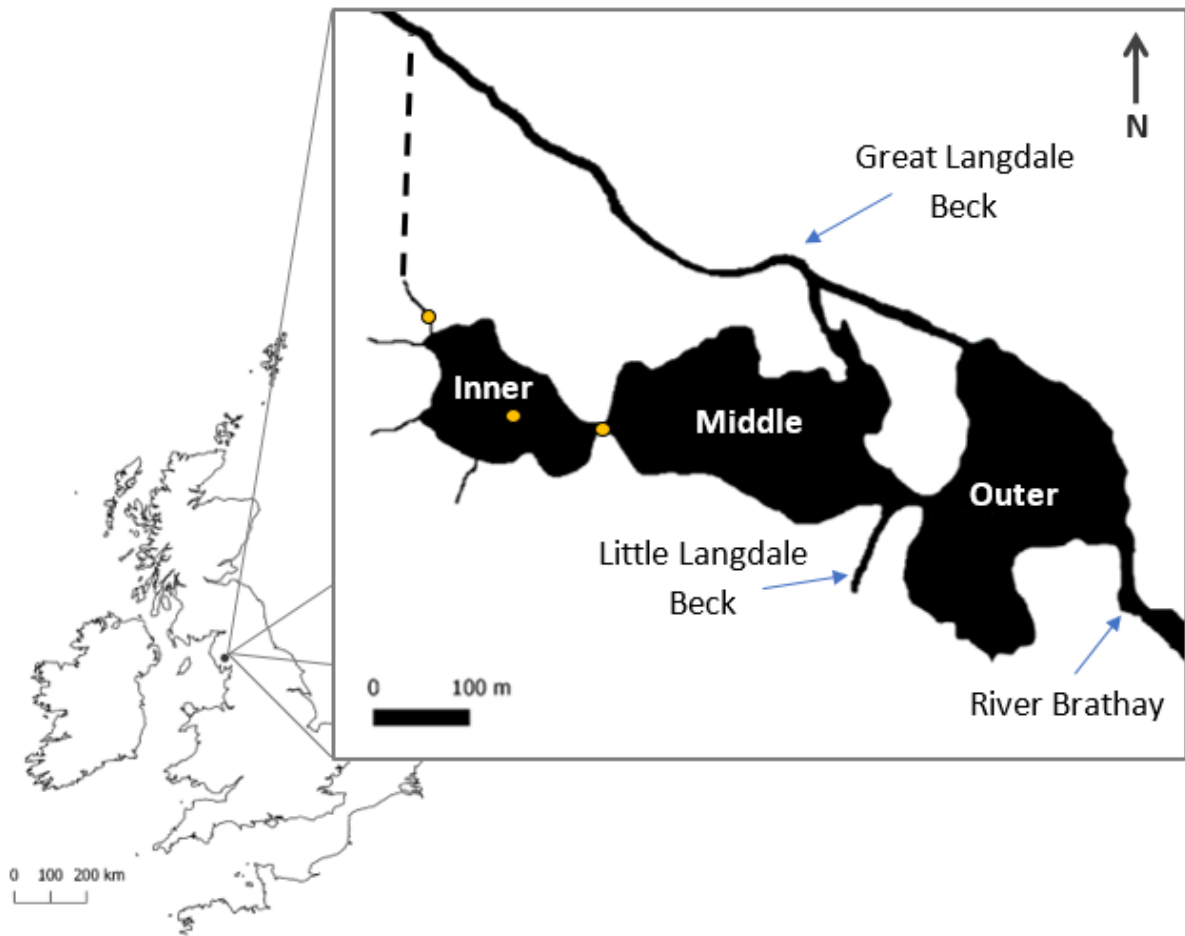 N
Great Langdale
Beck
Inner
Middle
Outer
Little Langdale
Beck
0 100 m
River Brathay
0 100 200 km